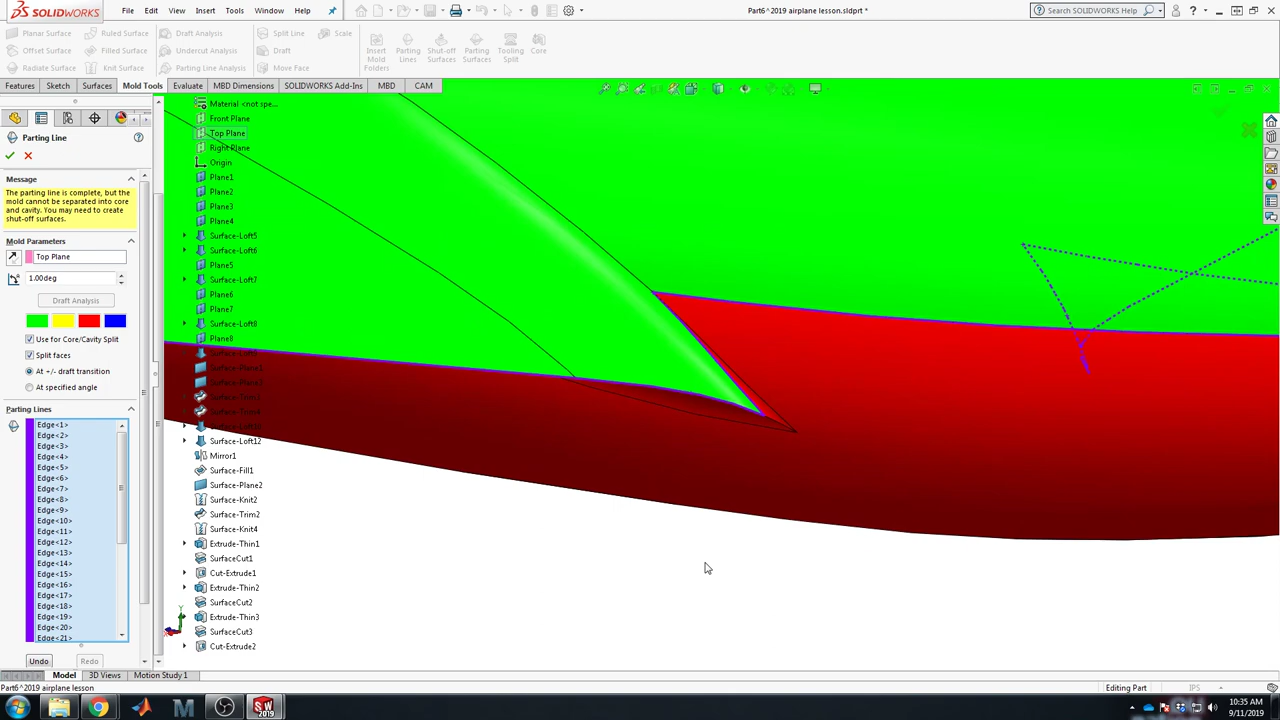 SOLIDWORKS File Edit View Insert Tools Window Help Part6^2019 airplane lesson.sldprt * Search SOLIDWORKS Help
Planar Surface Ruled Surface Draft Analysis Split Line Scale
Offset Surface Filled Surface Undercut Analysis Draft
Radiate Surface Knit Surface Parting Line Analysis Move Face
Insert Mold Folders
Parting Lines
Shut-off Surfaces
Parting Surfaces
Tooling Split
Core
Features Sketch Surfaces Mold Tools Evaluate MBD Dimensions SOLIDWORKS Add-Ins MBD CAM
Parting Line
Message
The parting line is complete, but the
mold cannot be separated into core
and cavity. You may need to create
shut-off surfaces.
Mold Parameters
Top Plane
1.00deg
Draft Analysis
Use for Core/Cavity Split
Split faces
At +/- draft transition
At specified angle
Parting Lines
Edge<1>
Edge<2>
Edge<3>
Edge<4>
Edge<5>
Edge<6>
Edge<7>
Edge<8>
Edge<9>
Edge<10>
Edge<11>
Edge<12>
Edge<13>
Edge<14>
Edge<15>
Edge<16>
Edge<17>
Edge<18>
Edge<19>
Edge<20>
Edge<21>
Undo Redo
Material <not spe...
Front Plane
Top Plane
Right Plane
Origin
Plane1
Plane2
Plane3
Plane4
Surface-Loft5
Surface-Loft6
Plane5
Surface-Loft7
Plane6
Plane7
Surface-Loft8
Plane8
Surface-Loft12
Mirror1
Surface-Fill1
Surface-Plane2
Surface-Knit2
Surface-Trim2
Surface-Knit4
Extrude-Thin1
SurfaceCut1
Cut-Extrude1
Extrude-Thin2
SurfaceCut2
Extrude-Thin3
SurfaceCut3
Cut-Extrude2
Model 3D Views Motion Study 1
Part6^2019 airplane lesson Editing Part IPS
10:35 AM
9/11/2019